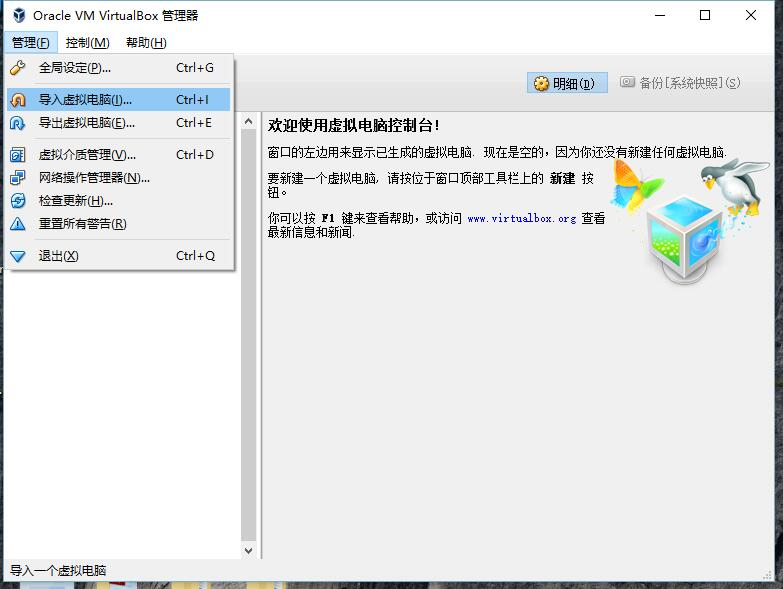 Oracle VM VirtualBox 管理器
管理(F) 控制(M) 帮助(H)
全局设定(P)... Ctrl+G
导入虚拟电脑(I)... Ctrl+I
导出虚拟电脑(E)... Ctrl+E
虚拟介质管理(V)... Ctrl+D
网络操作管理器(N)...
检查更新(H)...
重置所有警告(R)
退出(X) Ctrl+Q
明细(D) 备份[系统快照](S)
欢迎使用虚拟电脑控制台!
窗口的左边用来显示已生成的虚拟电脑. 现在是空的, 因为你还没有新建任何虚拟电脑.
要新建一个虚拟电脑, 请按位于窗口顶部工具栏上的 新建 按
钮。
你可以按 F1 键来查看帮助, 或访问 www.virtualbox.org 查看
最新信息和新闻.
导入一个虚拟电脑